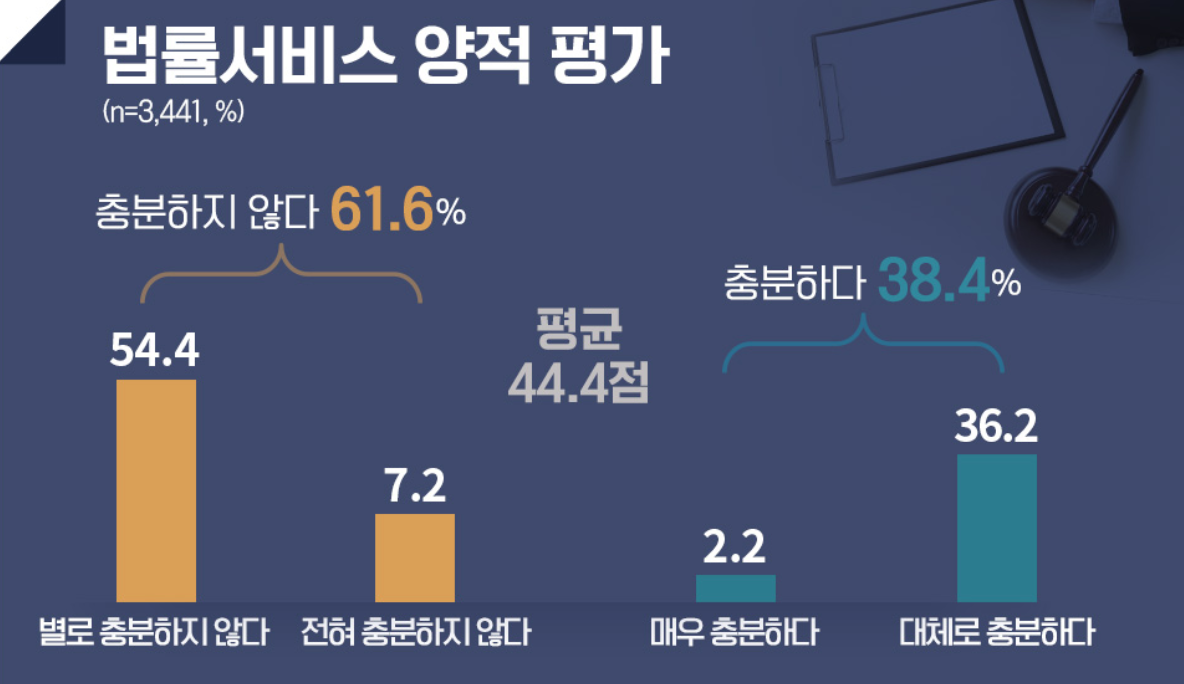 법률서비스 양적 평가
(n=3,441, %)
충분하지 않다 61.6%
충분하다 38.4%
평균
44.4점
54.4
7.2
2.2
36.2
별로 충분하지 않다
전혀 충분하지 않다
매우 충분하다
대체로 충분하다